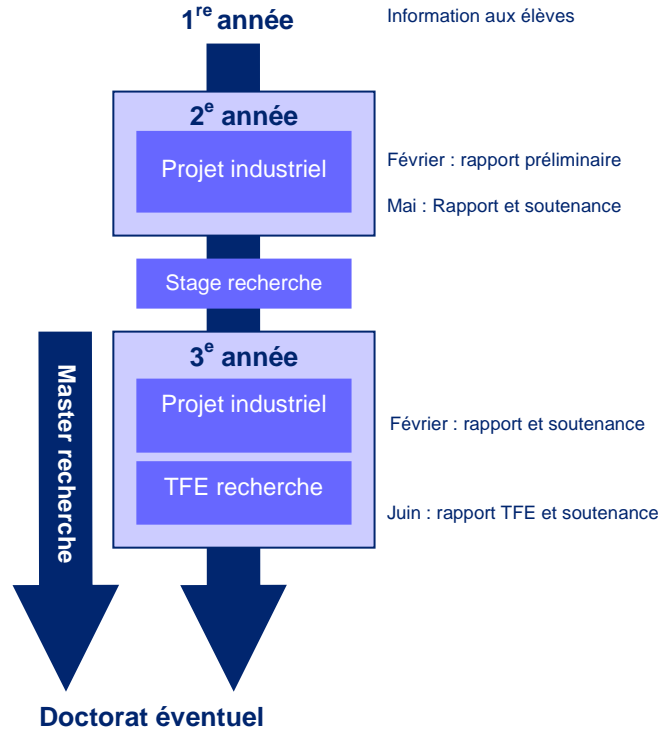 1re année
Information aux élèves
2e année
Projet industriel
Février : rapport préliminaire
Mai : Rapport et soutenance
Stage recherche
3e année
Projet industriel
Février : rapport et soutenance
TFE recherche
Juin : rapport TFE et soutenance
Master recherche
Doctorat éventuel